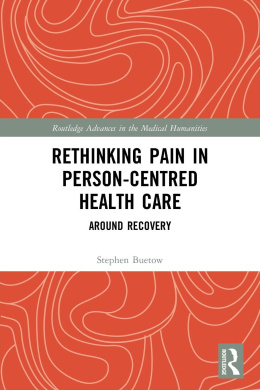 Routledge Advances in the Medical Humanities
RETHINKING PAIN IN
PERSON-CENTRED
HEALTH CARE
AROUND RECOVERY
Stephen Buetow
ROUTLEDGE